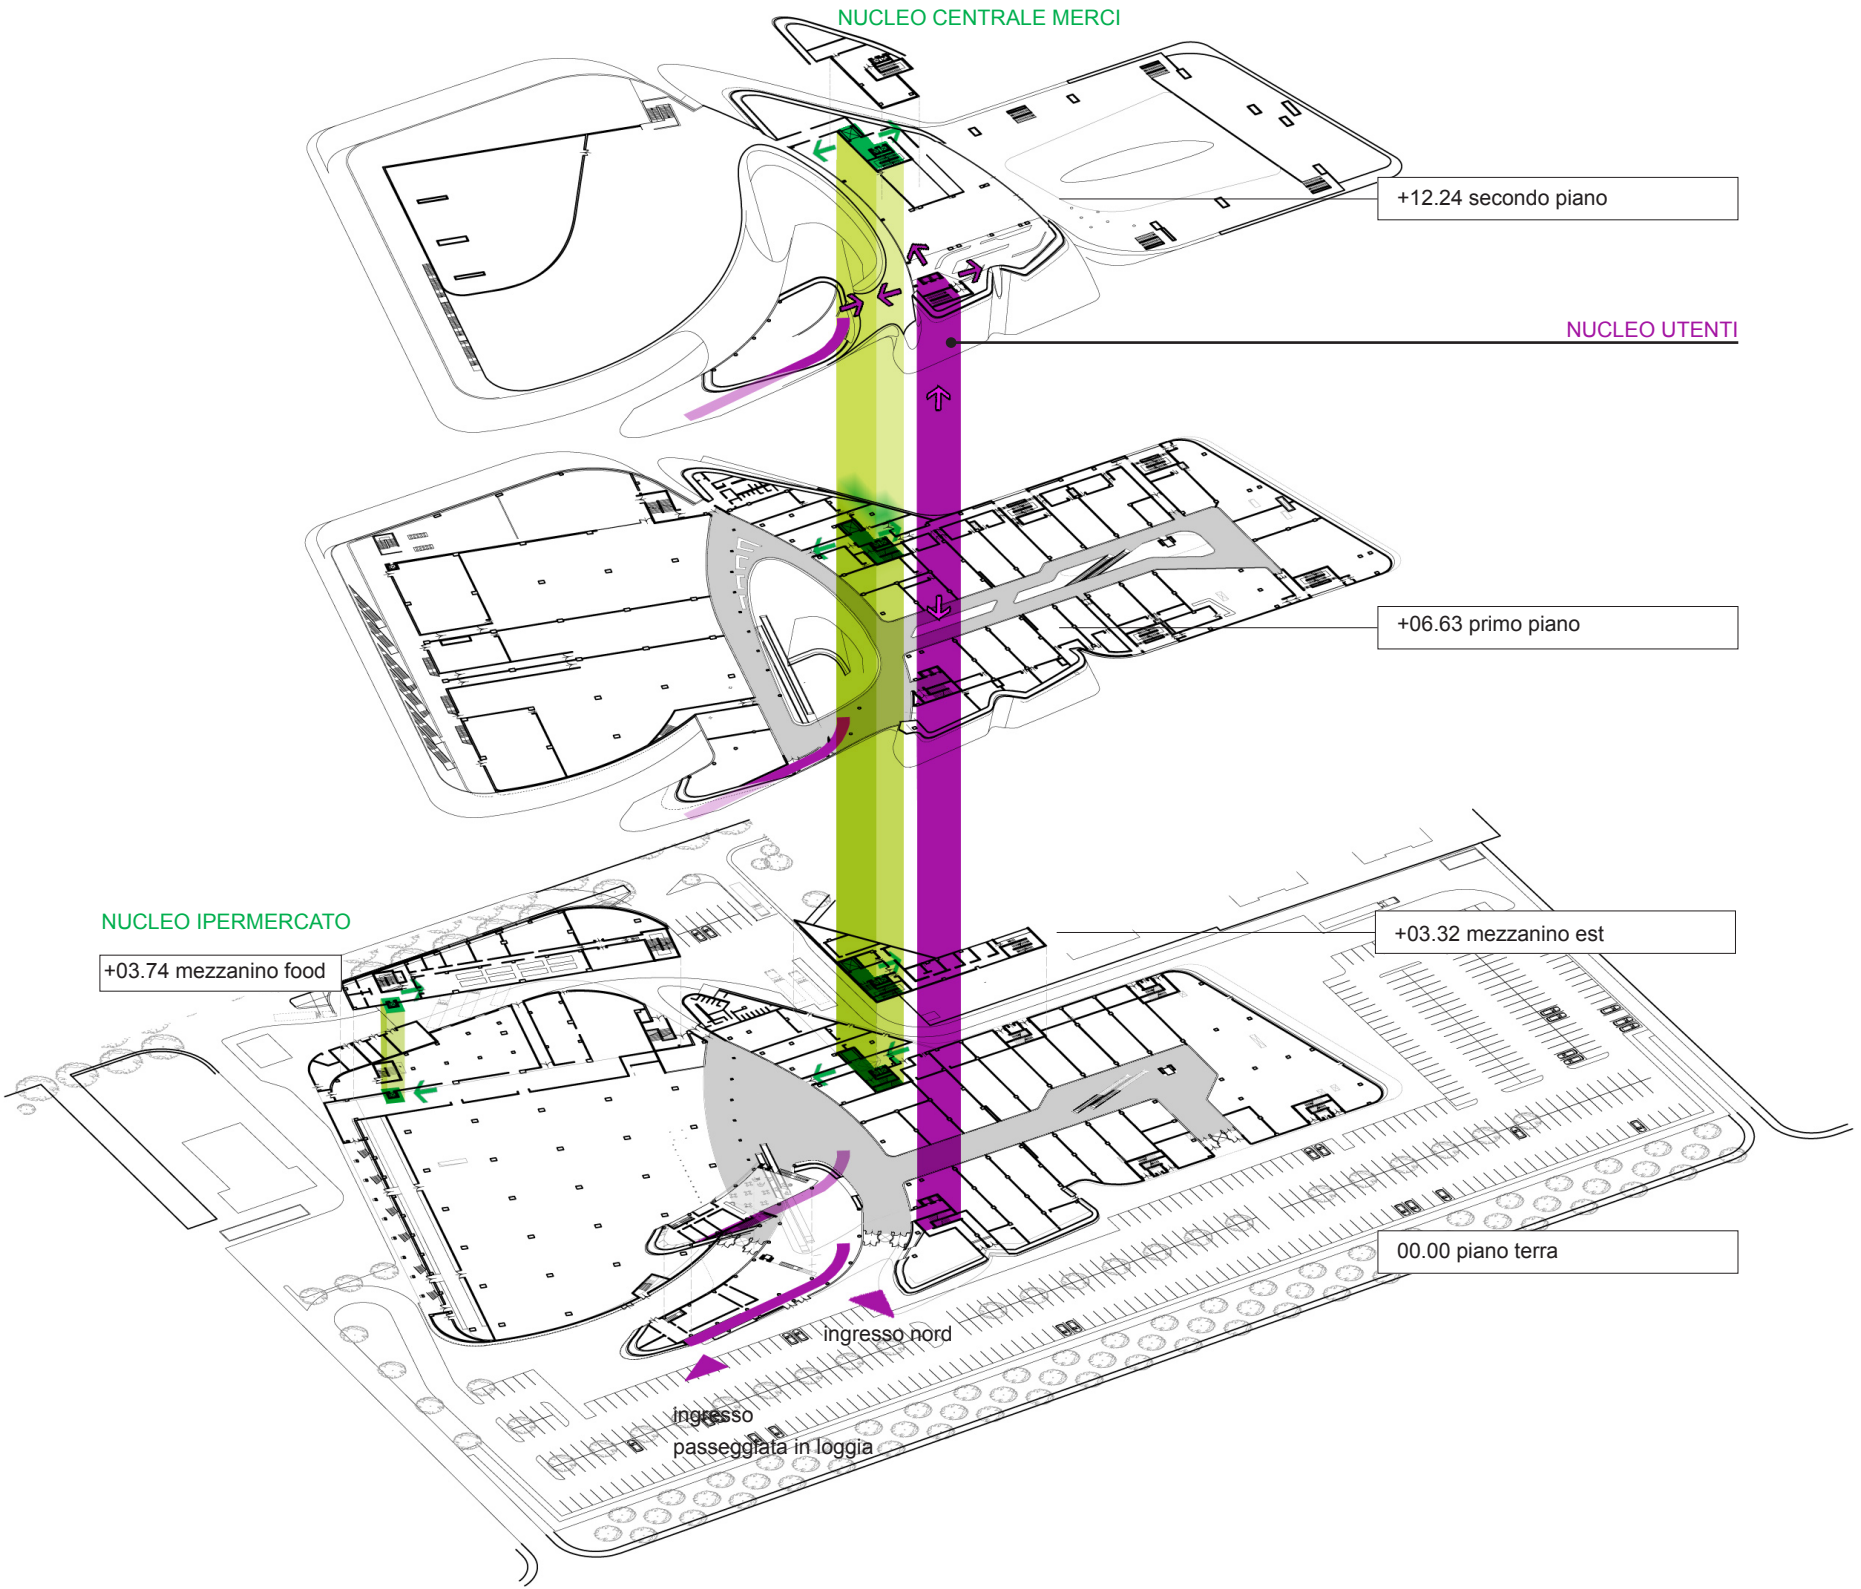 NUCLEO CENTRALE MERCI
+12.24 secondo piano
NUCLEO UTENTI
+06.63 primo piano
NUCLEO IPERMERCATO
+03.32 mezzanino est
+03.74 mezzanino food
00.00 piano terra
ingresso nord
ingresso
passeggiata in loggia